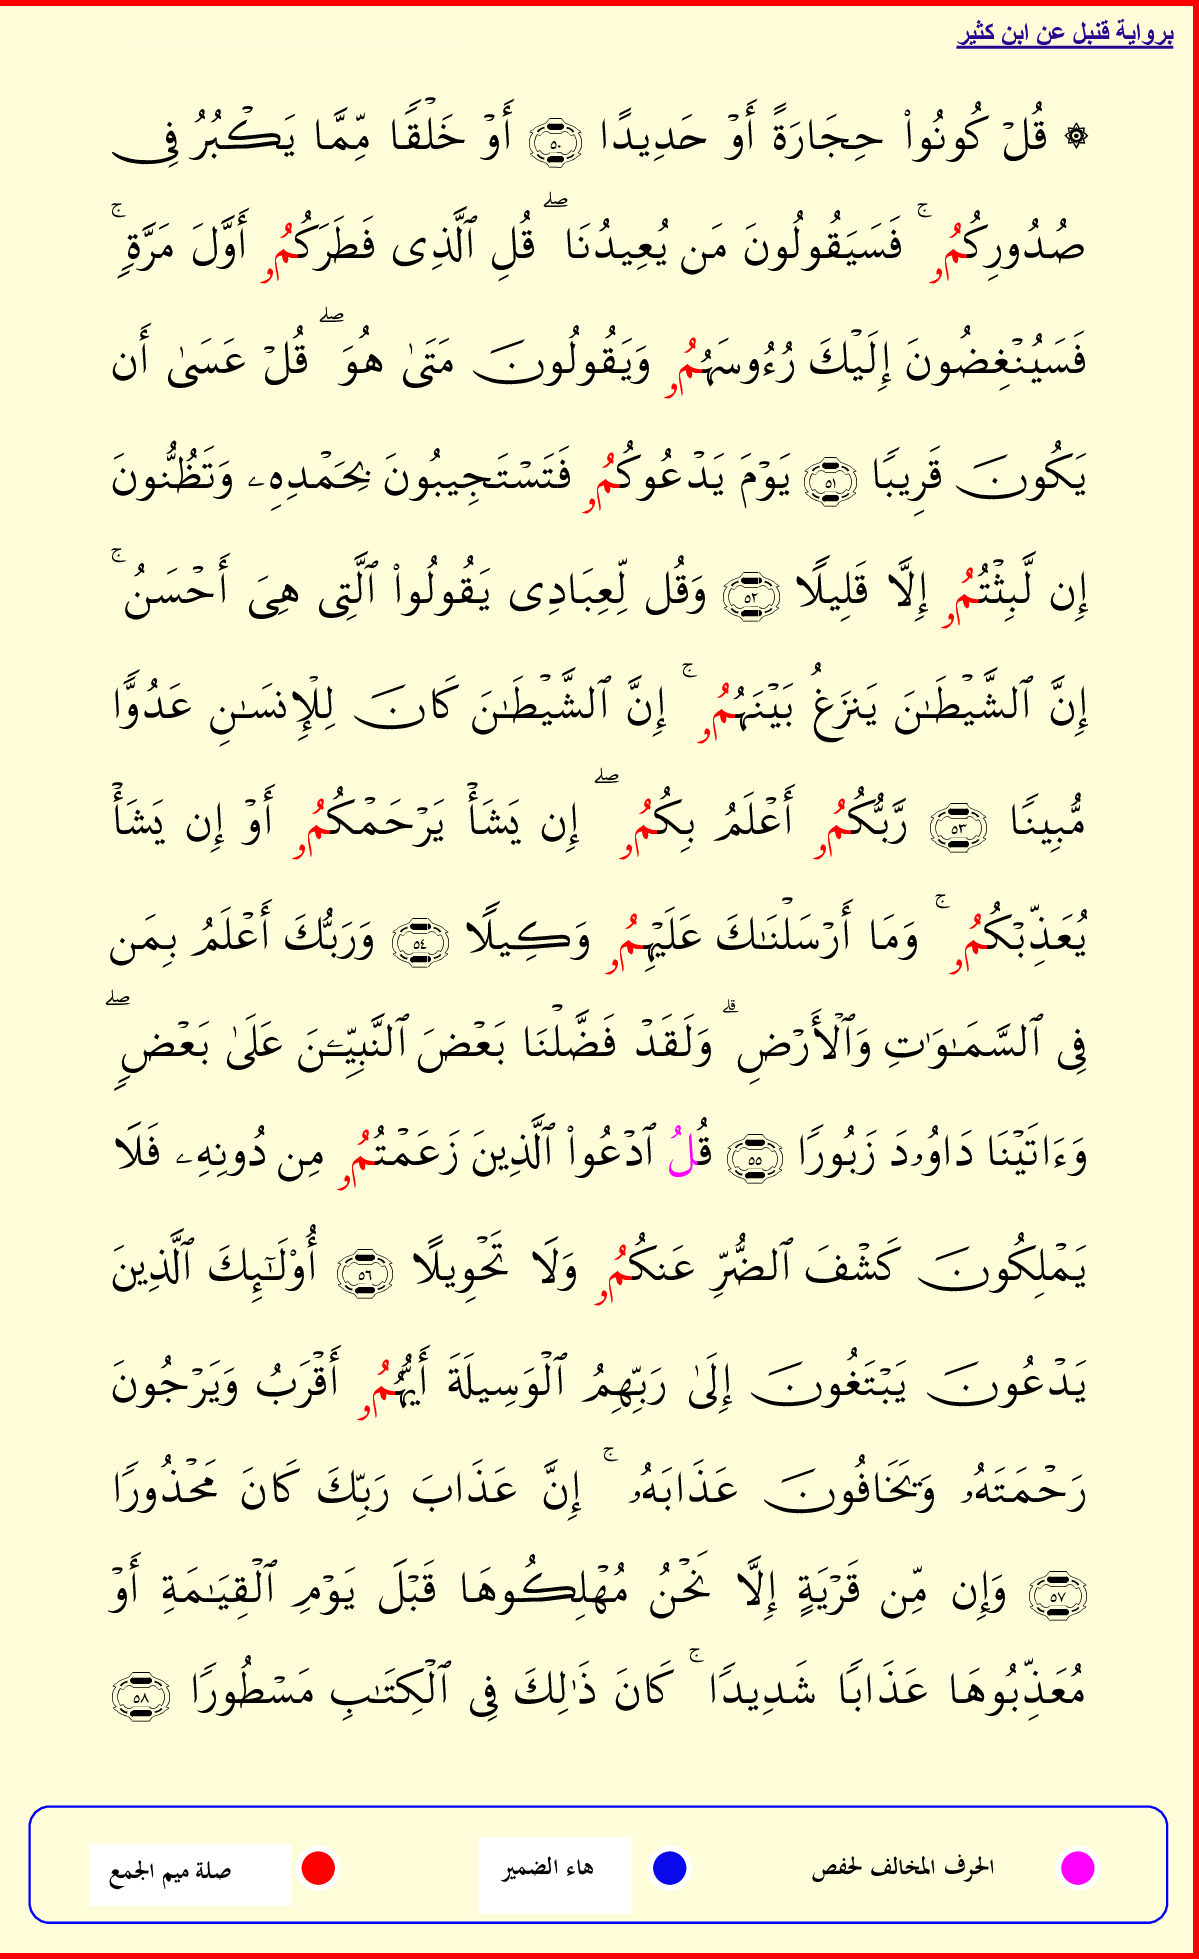 برواية قنبل عن ابن كثير
۞ قُلۡ كُونُواْ حِجَارَةً أَوۡ حَدِيدًا ٥٠ أَوۡ خَلۡقًا مِّمَّا يَكۡبُرُ فِى
صُدُورِكُمُۥ ۚ فَسَيَقُولُونَ مَن يُعِيدُنَا ۖ قُلِ ٱلَّذِى فَطَرَكُمُۥ أَوَّلَ مَرَّةٍ ۚ
فَسَيُنۡغِضُونَ إِلَيۡكَ رُءُوسَهُمُۥ وَيَقُولُونَ مَتَىٰ هُوَ ۖ قُلۡ عَسَىٰ أَن
يَكُونَ قَرِيبًا ٥١ يَوۡمَ يَدۡعُوكُمُۥ فَتَسۡتَجِيبُونَ بِحَمۡدِهِۦ وَتَظُنُّونَ
إِن لَّبِثۡتُمُۥ إِلَّا قَلِيلًا ٥٢ وَقُل لِّعِبَادِى يَقُولُواْ ٱلَّتِى هِىَ أَحۡسَنُ ۚ
إِنَّ ٱلشَّيۡطَـٰنَ يَنزَغُ بَيۡنَهُمُۥ ۚ إِنَّ ٱلشَّيۡطَـٰنَ كَانَ لِلۡإِنسَـٰنِ عَدُوًّا
مُّبِينًا ٥٣ رَّبُّكُمُۥ أَعۡلَمُ بِكُمُۥ ۖ إِن يَشَأۡ يَرۡحَمۡكُمُۥ أَوۡ إِن يَشَأۡ
يُعَذِّبۡكُمُۥ ۚ وَمَا أَرۡسَلۡنَـٰكَ عَلَيۡهِمُۥ وَكِيلًا ٥٤ وَرَبُّكَ أَعۡلَمُ بِمَن
فِى ٱلسَّمَـٰوَٰتِ وَٱلۡأَرۡضِ ۗ وَلَقَدۡ فَضَّلۡنَا بَعۡضَ ٱلنَّبِيِّـۧنَ عَلَىٰ بَعۡضٍ ۖ
وَءَاتَيۡنَا دَاوُۥدَ زَبُورًا ٥٥ قُلُ ٱدۡعُواْ ٱلَّذِينَ زَعَمۡتُمُۥ مِن دُونِهِۦ فَلَا
يَمۡلِكُونَ كَشۡفَ ٱلضُّرِّ عَنكُمُۥ وَلَا تَحۡوِيلًا ٥٦ أُوْلَـٰٓئِكَ ٱلَّذِينَ
يَدۡعُونَ يَبۡتَغُونَ إِلَىٰ رَبِّهِمُ ٱلۡوَسِيلَةَ أَيُّهُمُۥ أَقۡرَبُ وَيَرۡجُونَ
رَحۡمَتَهُۥ وَيَخَافُونَ عَذَابَهُۥ ۚ إِنَّ عَذَابَ رَبِّكَ كَانَ مَحۡذُورًا
٥٧ وَإِن مِّن قَرۡيَةٍ إِلَّا نَحۡنُ مُهۡلِكُوهَا قَبۡلَ يَوۡمِ ٱلۡقِيَـٰمَةِ أَوۡ
مُعَذِّبُوهَا عَذَابًا شَدِيدًا ۚ كَانَ ذَٰلِكَ فِى ٱلۡكِتَـٰبِ مَسۡطُورًا ٥٨
الحرف المخالف لحفص هاء الضمير صلة ميم الجمع